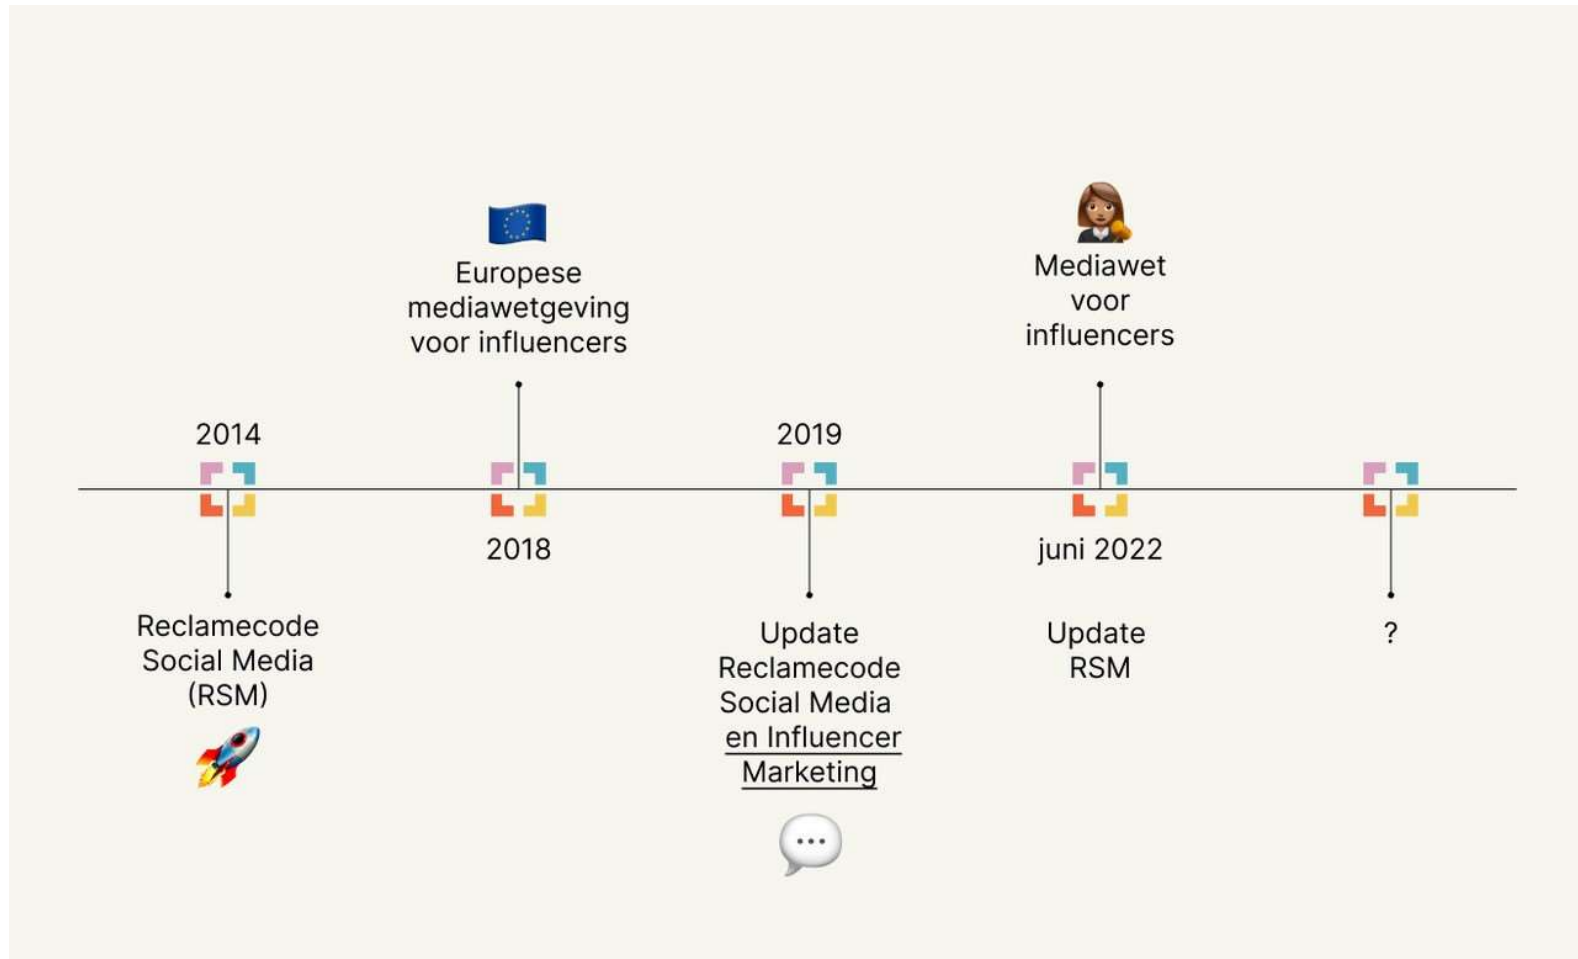 2014
Reclamecode
Social Media
(RSM)
Europese
mediawetgeving
voor influencers
2018
2019
Update
Reclamecode
Social Media
en Influencer
Marketing
Mediawet
voor
influencers
juni 2022
Update
RSM
?